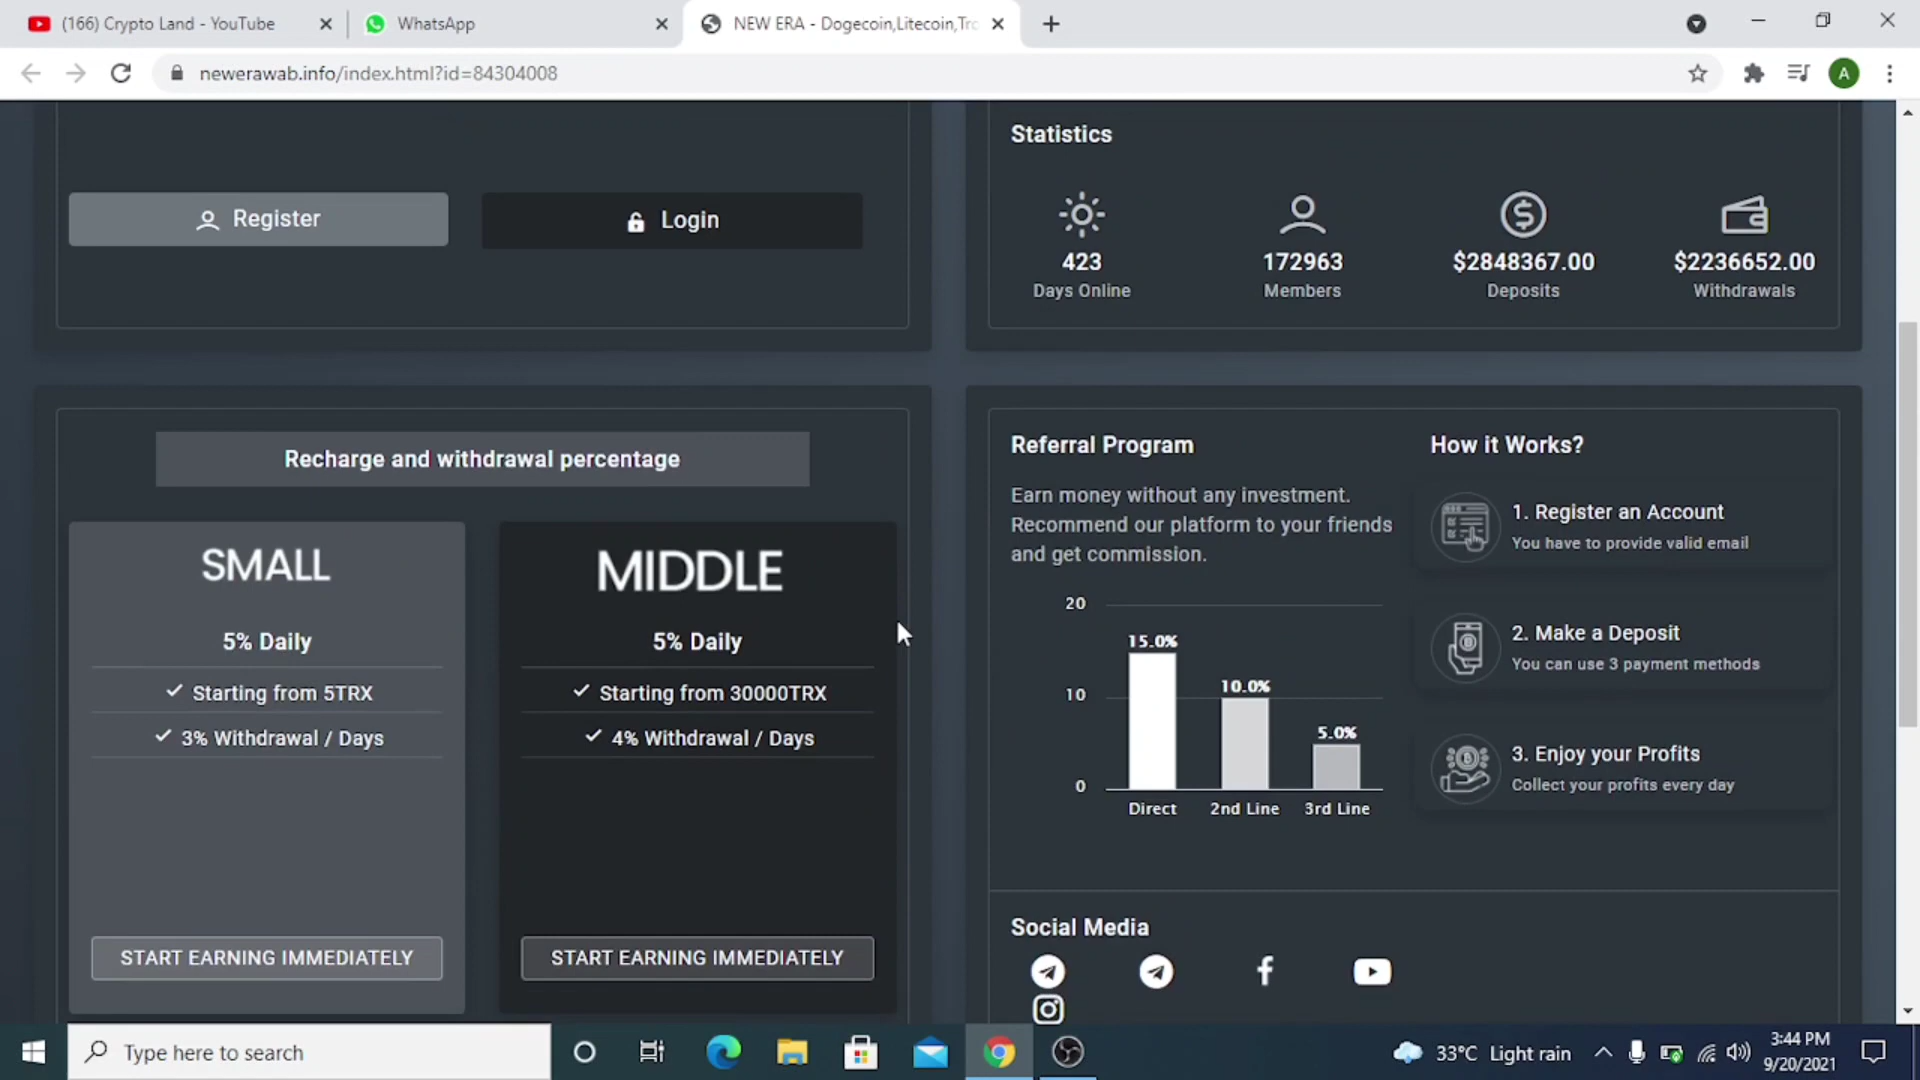 (166) Crypto Land - YouTube
WhatsApp
NEW ERA - Dogecoin,Litecoin,Tro
newerawab.info/index.html?id=84304008
A
Register
Login
Statistics
423
Days Online
172963
Members
$2848367.00
Deposits
$2236652.00
Withdrawals
Recharge and withdrawal percentage
SMALL
5% Daily
Starting from 5TRX
3% Withdrawal / Days
START EARNING IMMEDIATELY
MIDDLE
5% Daily
Starting from 30000TRX
4% Withdrawal / Days
START EARNING IMMEDIATELY
Referral Program
Earn money without any investment.
Recommend our platform to your friends
and get commission.
20
10
0
15.0%
10.0%
5.0%
Direct
2nd Line
3rd Line
How it Works?
1. Register an Account
You have to provide valid email
2. Make a Deposit
You can use 3 payment methods
3. Enjoy your Profits
Collect your profits every day
Social Media
Type here to search
33°C Light rain
3:44 PM
9/20/2021